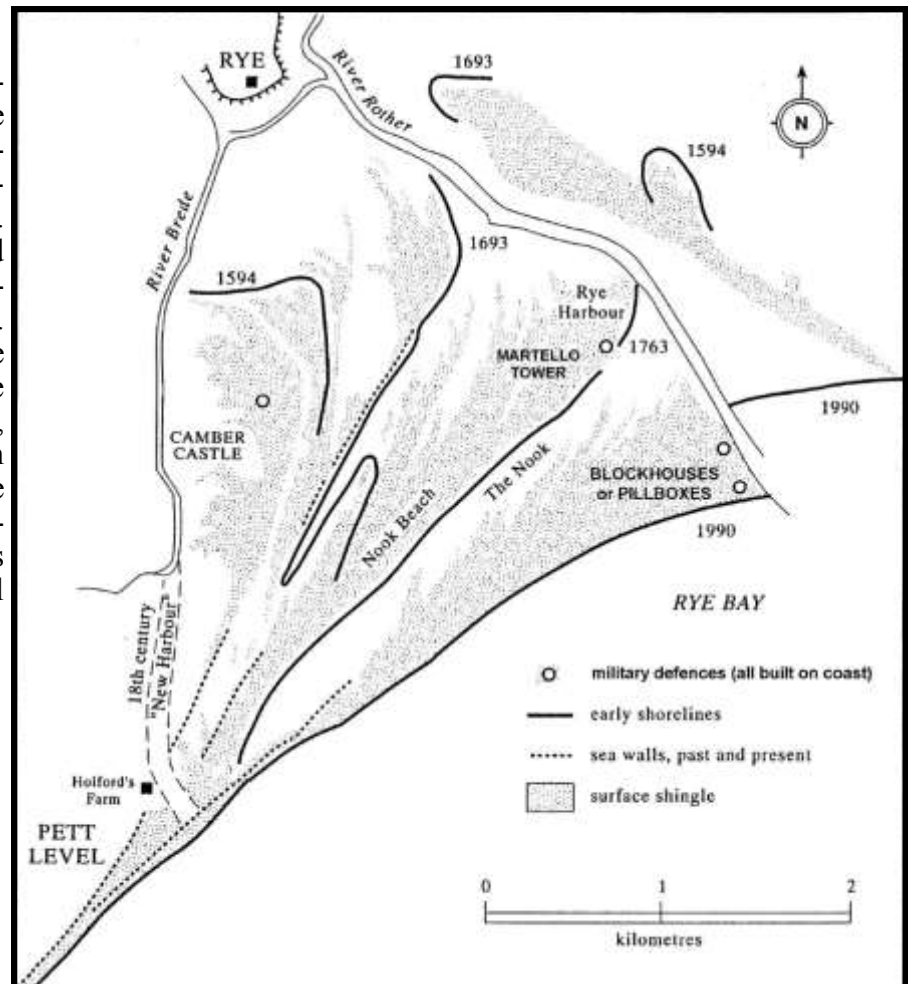 RYE
River Rother
1693
1594
N
River Brede
1693
1594
Rye
Harbour
MARTELLO
TOWER
1763
1990
CAMBER
CASTLE
BLOCKHOUSES
or PILLBOXES
The Nook
Nook Beach
1990
RYE BAY
18th century
"New Harbour"
military defences (all built on coast)
early shorelines
sea walls, past and present
surface shingle
Holford's
Farm
PETT
LEVEL
0 1 2
kilometres